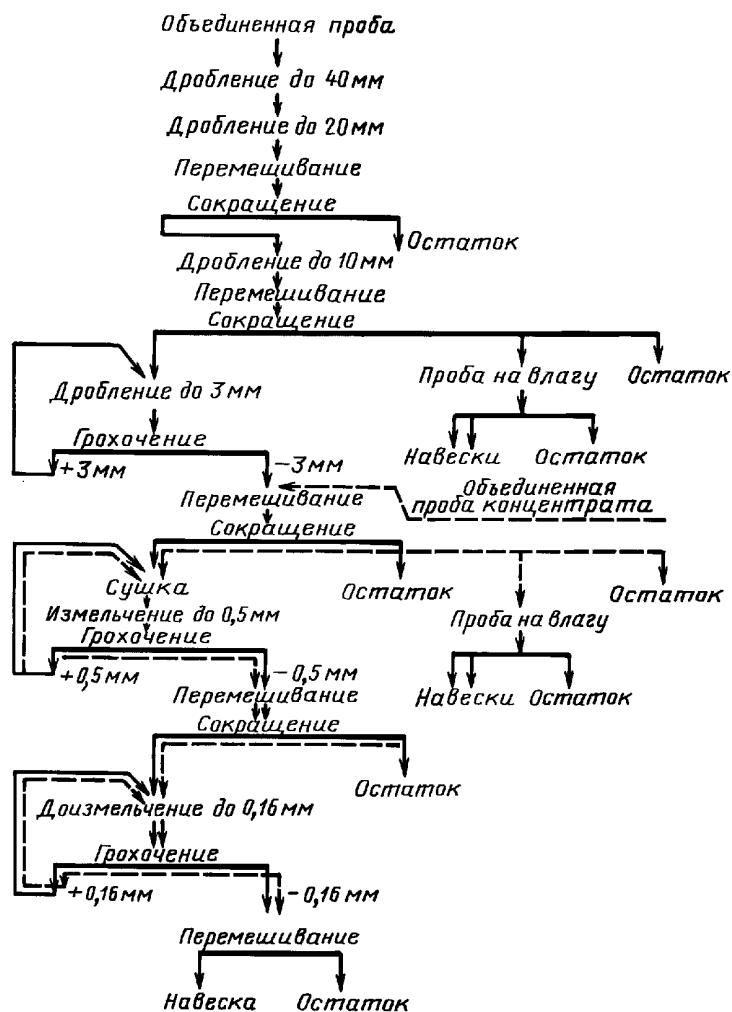 Объединенная проба
Дробление до 40мм
Дробление до 20мм
Перемешивание
Сокращение
Остаток
Дробление до 10мм
Перемешивание
Сокращение
Дробление до 3мм
Проба на влагу
Остаток
Грохочение
+3мм
−3мм
Навески
Остаток
Перемешивание
Объединенная
проба концентрата
Сокращение
Сушка
Остаток
Остаток
Измельчение до 0,5мм
Проба на влагу
Грохочение
+0,5мм
−0,5мм
Перемешивание
Навески
Остаток
Сокращение
Остаток
Доизмельчение до 0,16мм
Грохочение
+0,16мм
−0,16мм
Перемешивание
Навеска
Остаток